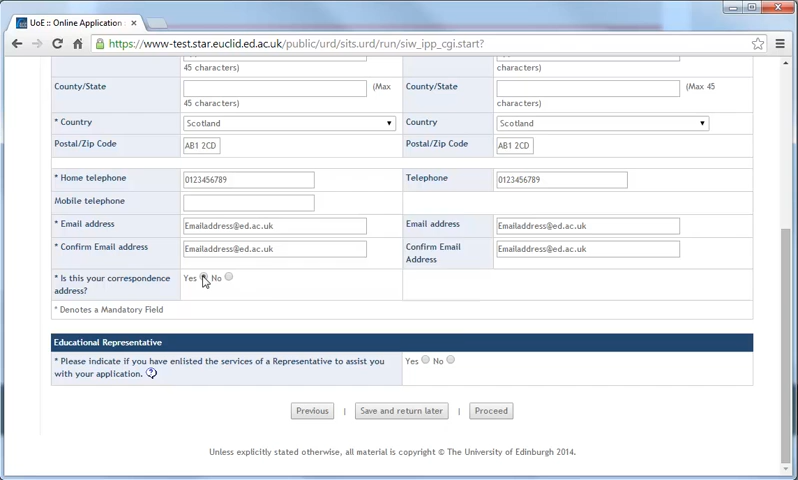 UoE :: Online Application
https://www-test.star.euclid.ed.ac.uk/public/urd/sits.urd/run/siw_ipp_cgi.start?
45 characters)
characters)
County/State
(Max
45 characters)
County/State
(Max 45
characters)
* Country
Scotland
Country
Scotland
Postal/Zip Code
AB1 2CD
Postal/Zip Code
AB1 2CD
* Home telephone
0123456789
Telephone
0123456789
Mobile telephone
* Email address
Emailaddress@ed.ac.uk
Email address
Emailaddress@ed.ac.uk
* Confirm Email address
Emailaddress@ed.ac.uk
Confirm Email
Address
Emailaddress@ed.ac.uk
* Is this your correspondence
address?
Yes No
* Denotes a Mandatory Field
Educational Representative
* Please indicate if you have enlisted the services of a Representative to assist you
with your application. ?
Yes No
Previous | Save and return later | Proceed
Unless explicitly stated otherwise, all material is copyright © The University of Edinburgh 2014.